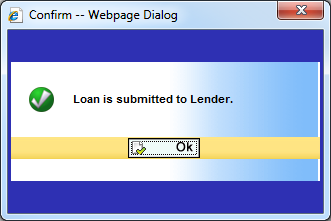 Confirm -- Webpage Dialog
Loan is submitted to Lender.
Ok